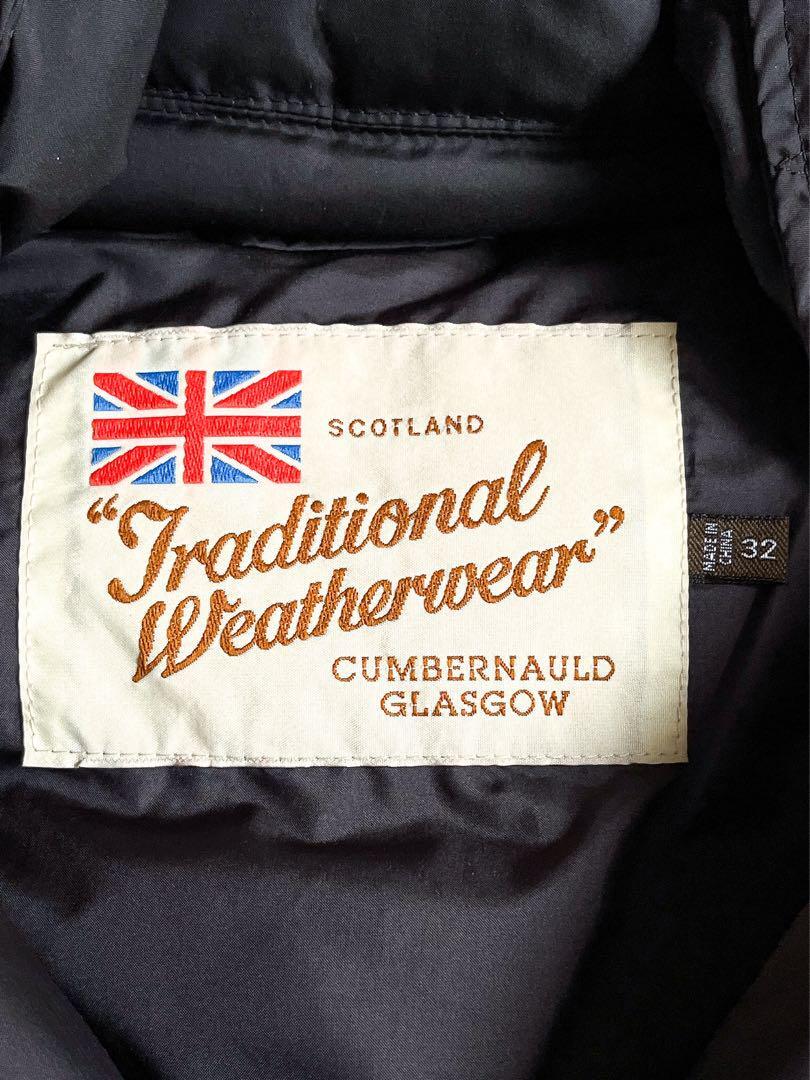 SCOTLAND
"Traditional
Weatherwear"
CUMBERNAULD
GLASGOW
MADE IN
CHINA
32